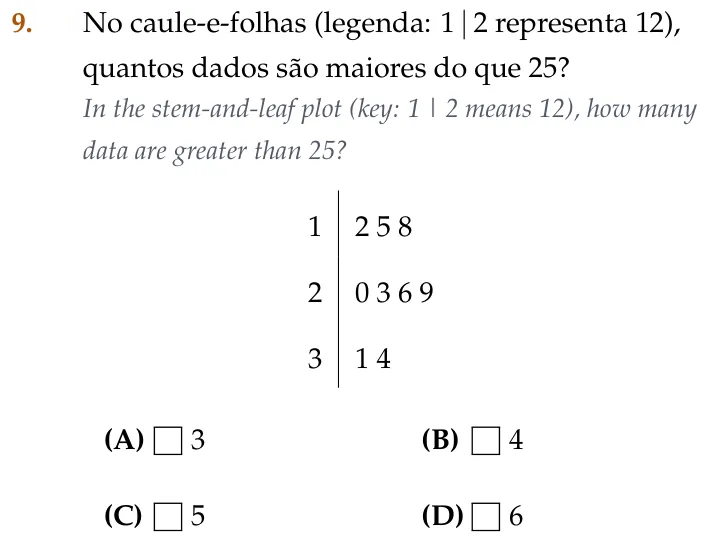 9. No caule-e-folhas (legenda: 1 | 2 representa 12),
quantos dados são maiores do que 25?
In the stem-and-leaf plot (key: 1 | 2 means 12), how many
data are greater than 25?
1 | 2 5 8
2 | 0 3 6 9
3 | 1 4
(A) □ 3 (B) □ 4
(C) □ 5 (D) □ 6